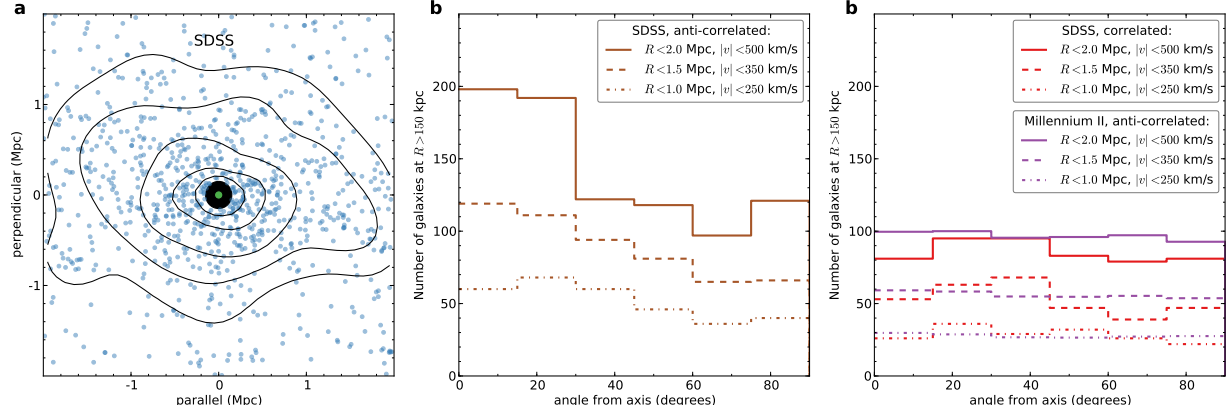 a
SDSS
perpendicular (Mpc)
1
0
-1
-1
0
1
parallel (Mpc)
b
SDSS, anti-correlated:
R<2.0 Mpc, |v|<500 km/s
R<1.5 Mpc, |v|<350 km/s
R<1.0 Mpc, |v|<250 km/s
Number of galaxies at R>150 kpc
200
150
100
50
0
0
20
40
60
80
angle from axis (degrees)
b
SDSS, correlated:
R<2.0 Mpc, |v|<500 km/s
R<1.5 Mpc, |v|<350 km/s
R<1.0 Mpc, |v|<250 km/s
Millennium II, anti-correlated:
R<2.0 Mpc, |v|<500 km/s
R<1.5 Mpc, |v|<350 km/s
R<1.0 Mpc, |v|<250 km/s
Number of galaxies at R>150 kpc
200
150
100
50
0
0
20
40
60
80
angle from axis (degrees)